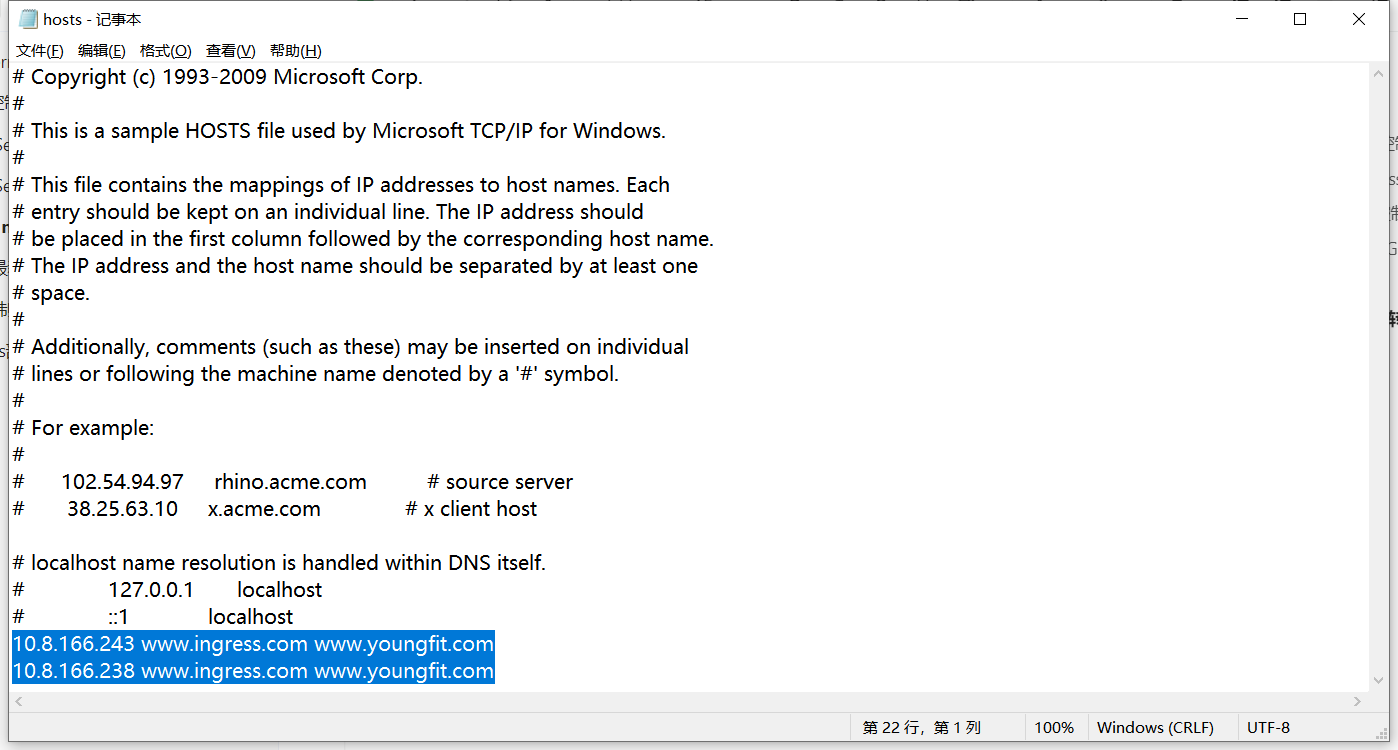 hosts - 记事本
文件(F) 编辑(E) 格式(O) 查看(V) 帮助(H)
# Copyright (c) 1993-2009 Microsoft Corp.
#
# This is a sample HOSTS file used by Microsoft TCP/IP for Windows.
#
# This file contains the mappings of IP addresses to host names. Each
# entry should be kept on an individual line. The IP address should
# be placed in the first column followed by the corresponding host name.
# The IP address and the host name should be separated by at least one
# space.
#
# Additionally, comments (such as these) may be inserted on individual
# lines or following the machine name denoted by a '#' symbol.
#
# For example:
#
# 102.54.94.97 rhino.acme.com # source server
# 38.25.63.10 x.acme.com # x client host
# localhost name resolution is handled within DNS itself.
# 127.0.0.1 localhost
# ::1 localhost
10.8.166.243 www.ingress.com www.youngfit.com
10.8.166.238 www.ingress.com www.youngfit.com
第 22 行，第 1 列 100% Windows (CRLF) UTF-8